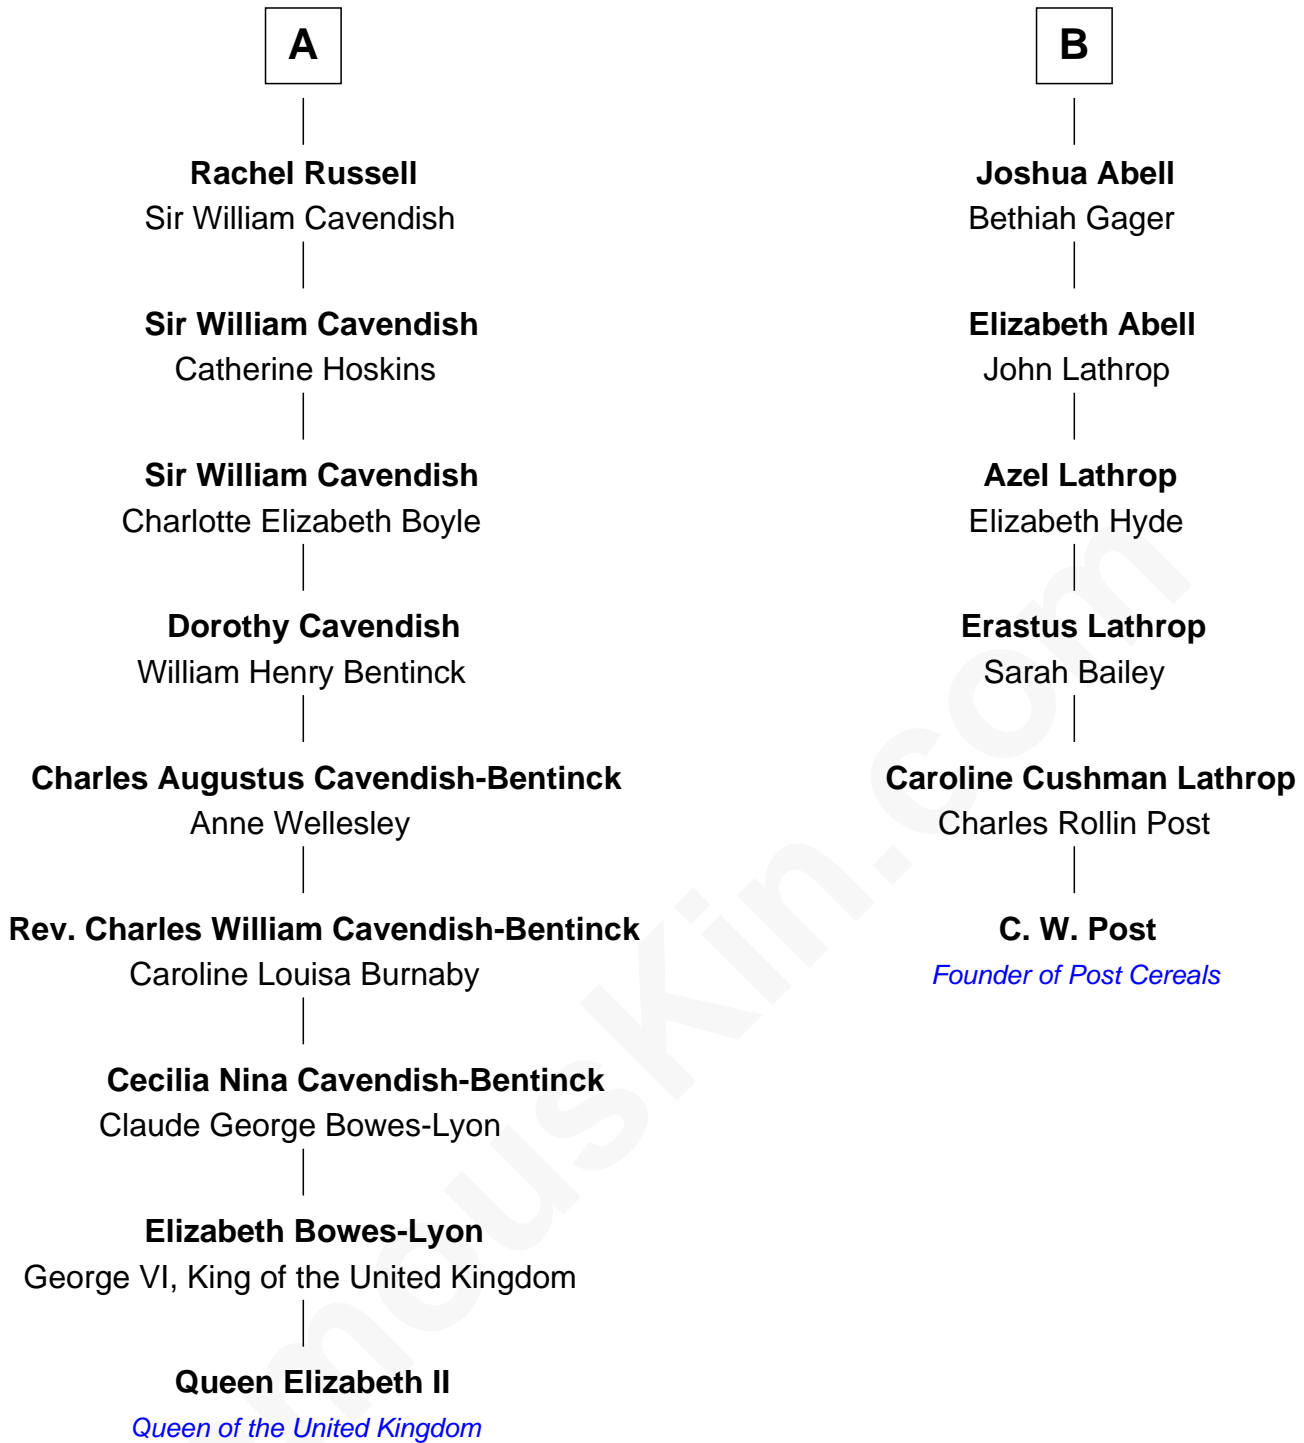 A
Rachel Russell
Sir William Cavendish
Sir William Cavendish
Catherine Hoskins
Sir William Cavendish
Charlotte Elizabeth Boyle
Dorothy Cavendish
William Henry Bentinck
Charles Augustus Cavendish-Bentinck
Anne Wellesley
Rev. Charles William Cavendish-Bentinck
Caroline Louisa Burnaby
Cecilia Nina Cavendish-Bentinck
Claude George Bowes-Lyon
Elizabeth Bowes-Lyon
George VI, King of the United Kingdom
Queen Elizabeth II
Queen of the United Kingdom
B
Joshua Abell
Bethiah Gager
Elizabeth Abell
John Lathrop
Azel Lathrop
Elizabeth Hyde
Erastus Lathrop
Sarah Bailey
Caroline Cushman Lathrop
Charles Rollin Post
C. W. Post
Founder of Post Cereals
mousKin.com